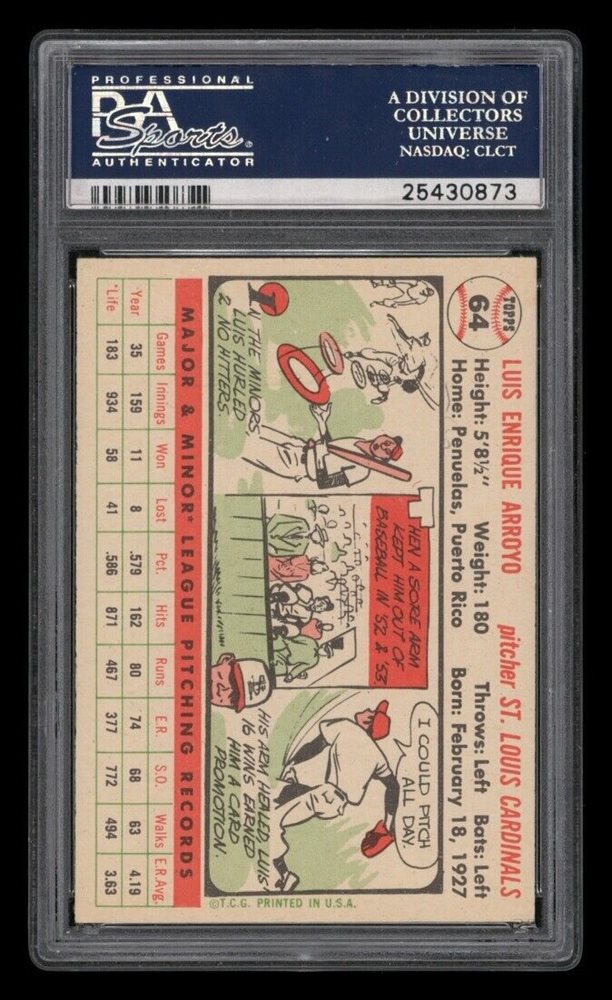 PROFESSIONAL
PSA
Sports®
AUTHENTICATOR
A DIVISION OF
COLLECTORS
UNIVERSE
NASDAQ: CLCT
25430873
TOPPS
64
LUIS ENRIQUE ARROYO pitcher ST. LOUIS CARDINALS
Height: 5'8½" Weight: 180 Throws: Left Bats: Left
Home: Penuelas, Puerto Rico Born: February 18, 1927
IN THE MINORS
LUIS HURLED
2 NO HITTERS.
WHEN A SORE ARM
KEPT HIM OUT OF
BASEBALL IN '52 & '53
HIS ARM HEALED, LUIS'
16 WINS EARNED
HIM A CARD
PROMOTION.
I COULD PITCH
ALL DAY.
MAJOR & MINOR* LEAGUE PITCHING RECORDS
Games Innings Won Lost Pct. Hits Runs E.R. S.O. Walks E.R.Avg.
Year 35 159 11 8 .579 162 80 74 68 63 4.19
*Life 183 934 58 41 .586 871 467 377 772 494 3.63
©T.C.G. PRINTED IN U.S.A.